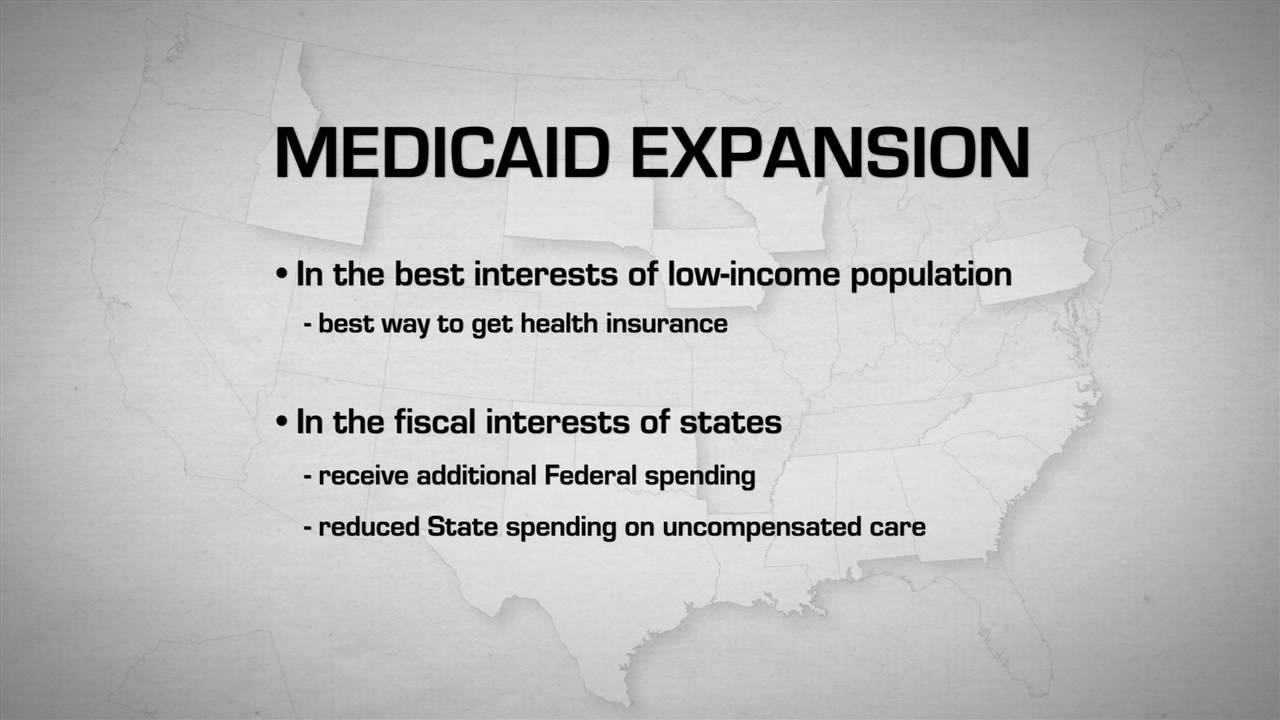 MEDICAID EXPANSION
• In the best interests of low-income population
- best way to get health insurance
• In the fiscal interests of states
- receive additional Federal spending
- reduced State spending on uncompensated care